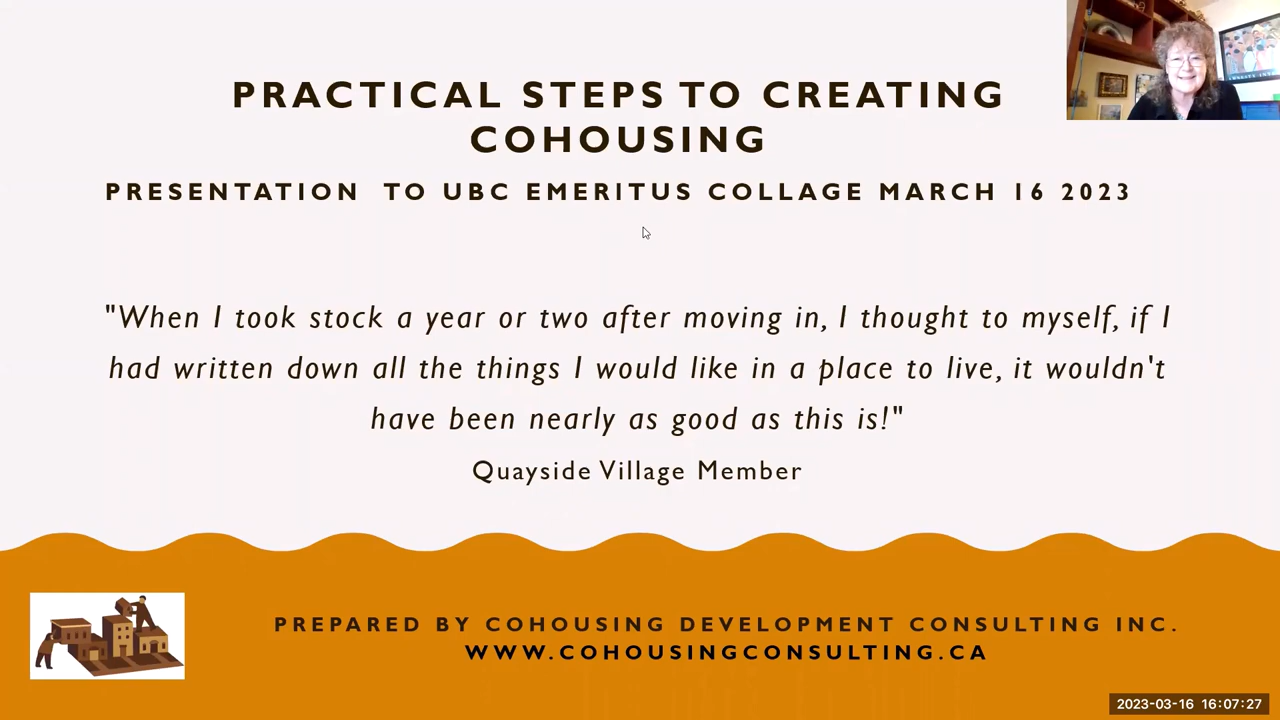 PRACTICAL STEPS TO CREATING
COHOUSING
PRESENTATION TO UBC EMERITUS COLLAGE MARCH 16 2023
"When I took stock a year or two after moving in, I thought to myself, if I
had written down all the things I would like in a place to live, it wouldn't
have been nearly as good as this is!"
Quayside Village Member
PREPARED BY COHOUSING DEVELOPMENT CONSULTING INC.
WWW.COHOUSINGCONSULTING.CA
2023-03-16 16:07:27